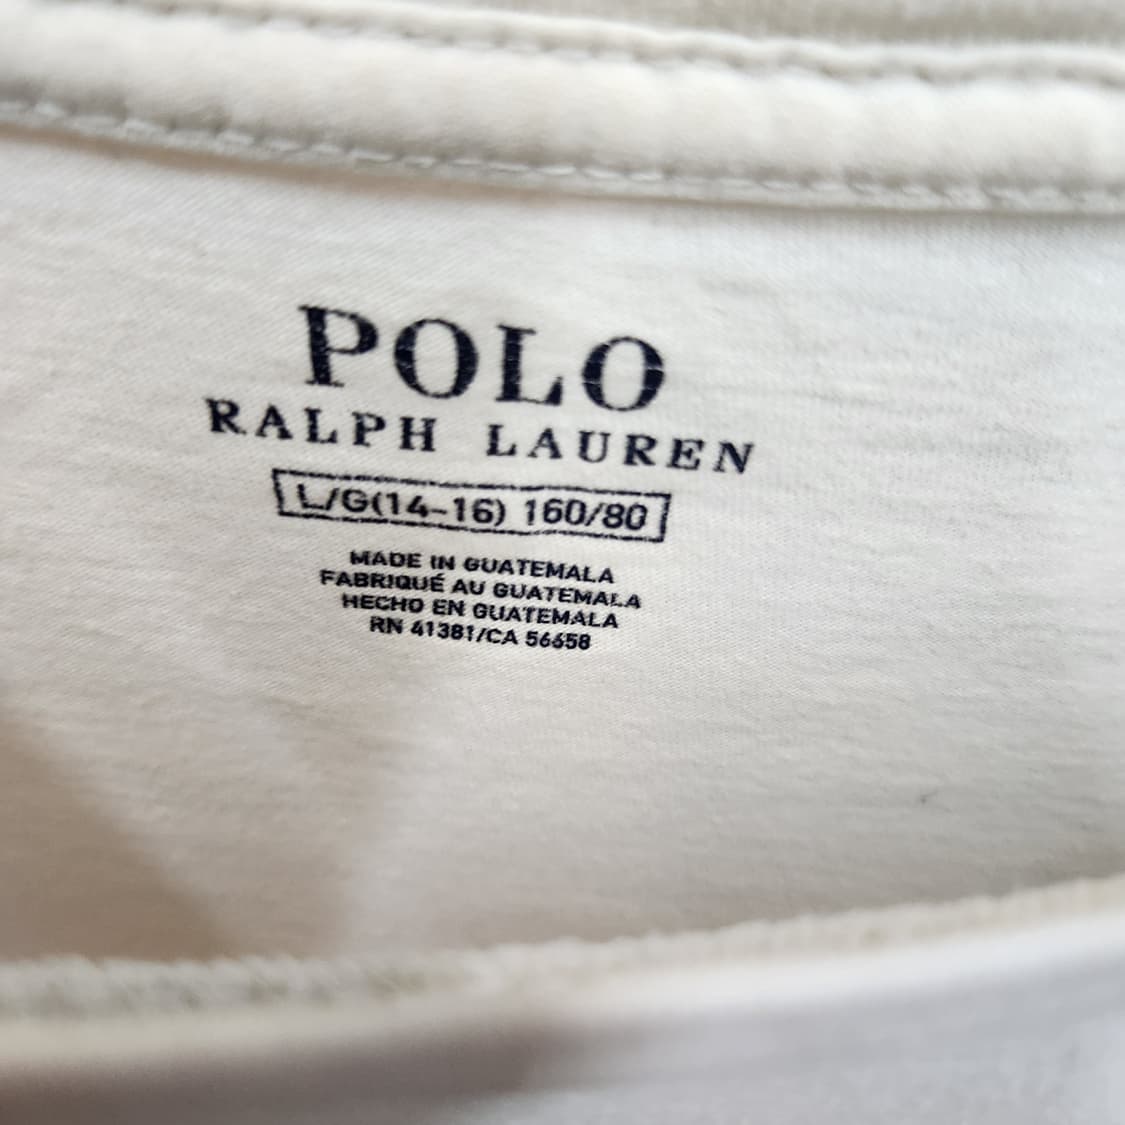 POLO
RALPH LAUREN
L/G(14-16) 160/80
MADE IN GUATEMALA
FABRIQUÉ AU GUATEMALA
HECHO EN GUATEMALA
RN 41381/CA 56658